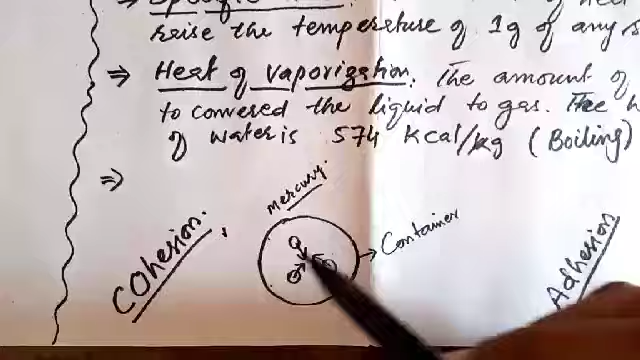 raise the temperature of 1g of any
⇒ Heat of Vaporization: The amount of
to convered the liquid to gas. The
of water is 574 Kcal/kg (Boiling)
⇒
Mercury.
Cohesion.
Container
Adhesion